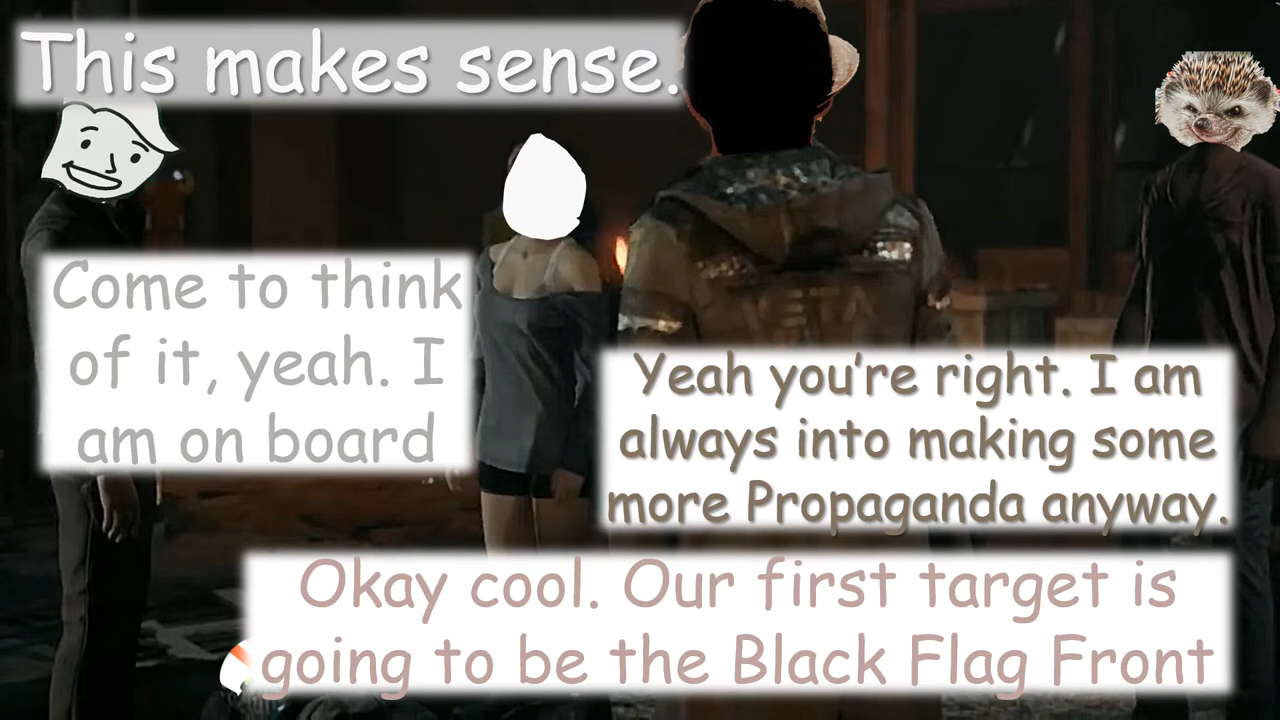 This makes sense.
Come to think
of it, yeah. I
am on board
Yeah you're right. I am
always into making some
more Propaganda anyway.
Okay cool. Our first target is
going to be the Black Flag Front